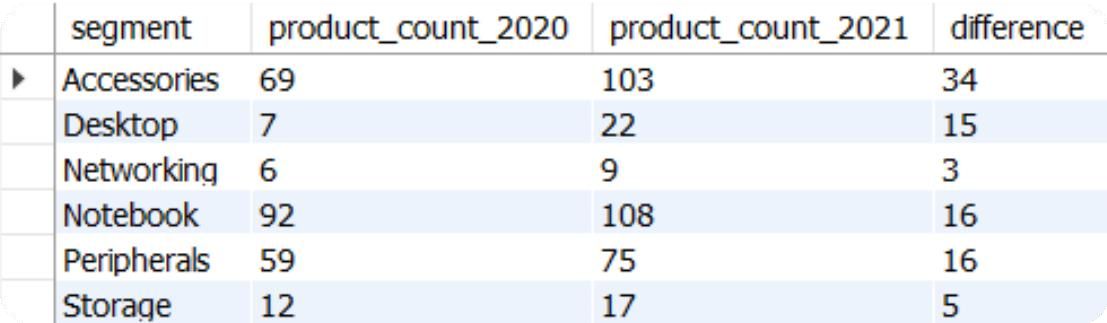 segment product_count_2020 product_count_2021 difference
Accessories 69 103 34
Desktop 7 22 15
Networking 6 9 3
Notebook 92 108 16
Peripherals 59 75 16
Storage 12 17 5